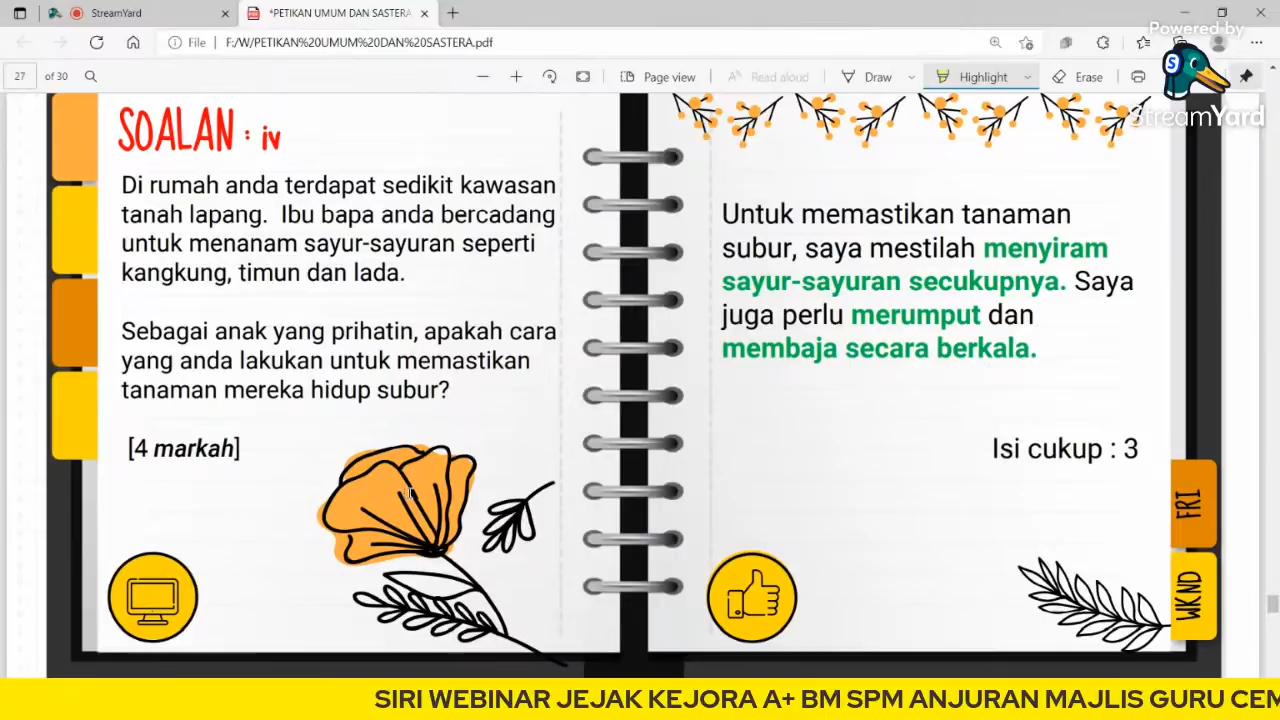 StreamYard
*PETIKAN UMUM DAN SASTERA
File F:/W/PETIKAN%20UMUM%20DAN%20SASTERA.pdf
27 of 30
Page view
Read aloud
Draw
Highlight
Erase
Powered by
StreamYard
SOALAN : iv
Di rumah anda terdapat sedikit kawasan
tanah lapang. Ibu bapa anda bercadang
untuk menanam sayur-sayuran seperti
kangkung, timun dan lada.
Sebagai anak yang prihatin, apakah cara
yang anda lakukan untuk memastikan
tanaman mereka hidup subur?
[4 markah]
Untuk memastikan tanaman
subur, saya mestilah menyiram
sayur-sayuran secukupnya. Saya
juga perlu merumput dan
membaja secara berkala.
Isi cukup : 3
FRI
WKND
SIRI WEBINAR JEJAK KEJORA A+ BM SPM ANJURAN MAJLIS GURU CEM